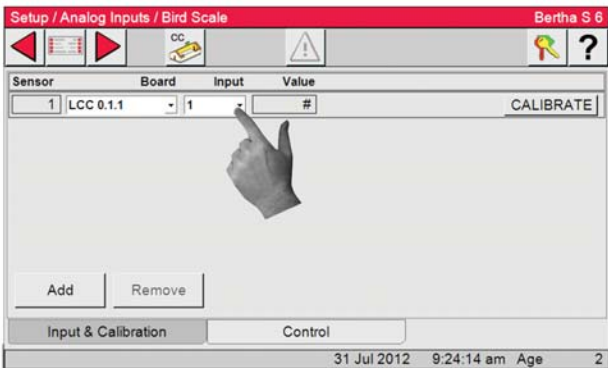 Setup / Analog Inputs / Bird Scale Bertha S 6
CC ?
Sensor Board Input Value
1 LCC 0.1.1 1 # CALIBRATE
Add Remove
Input & Calibration Control
31 Jul 2012 9:24:14 am Age 2